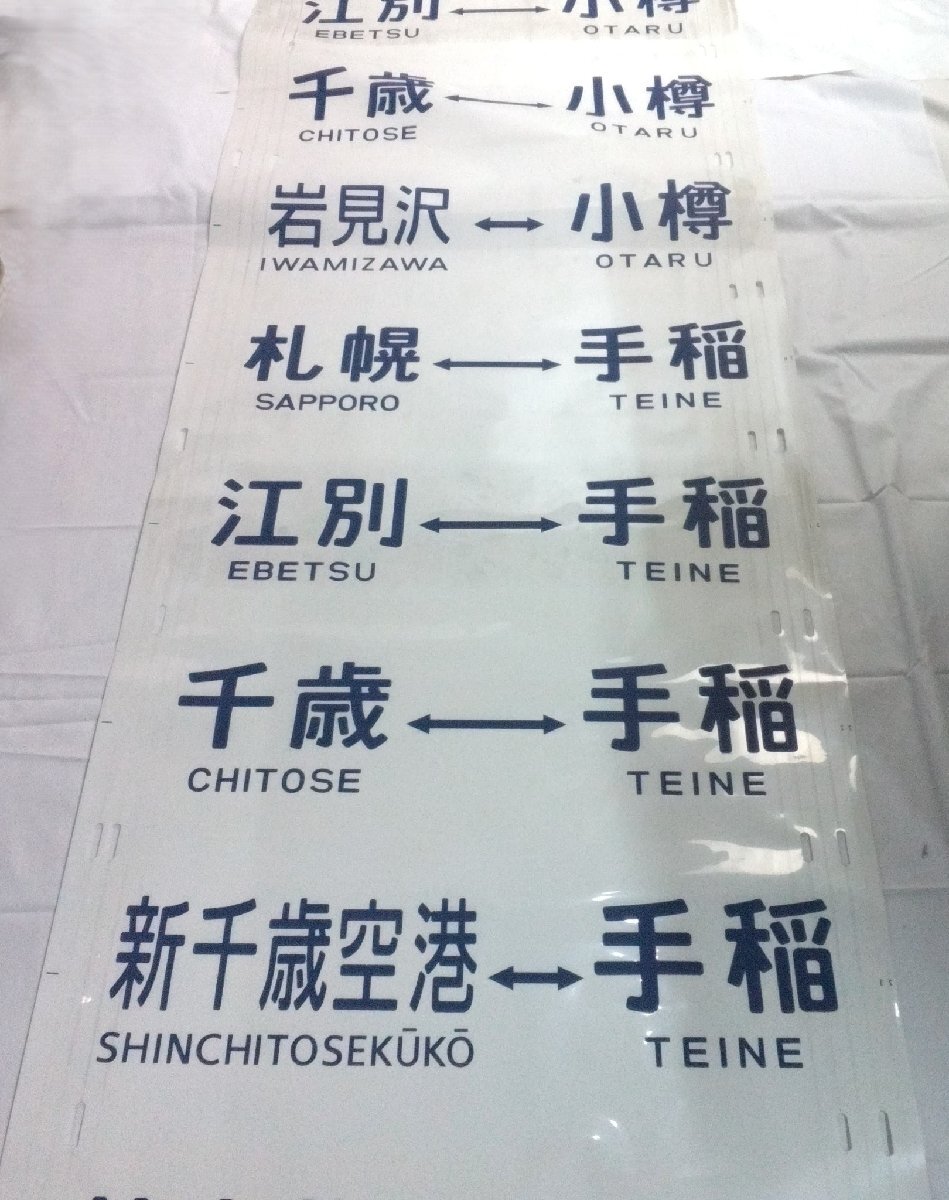 江別 ↔ 小樽
EBETSU OTARU
千歳 ↔ 小樽
CHITOSE OTARU
岩見沢 ↔ 小樽
IWAMIZAWA OTARU
札幌 ↔ 手稲
SAPPORO TEINE
江別 ↔ 手稲
EBETSU TEINE
千歳 ↔ 手稲
CHITOSE TEINE
新千歳空港 ↔ 手稲
SHINCHITOSEKŪKŌ TEINE